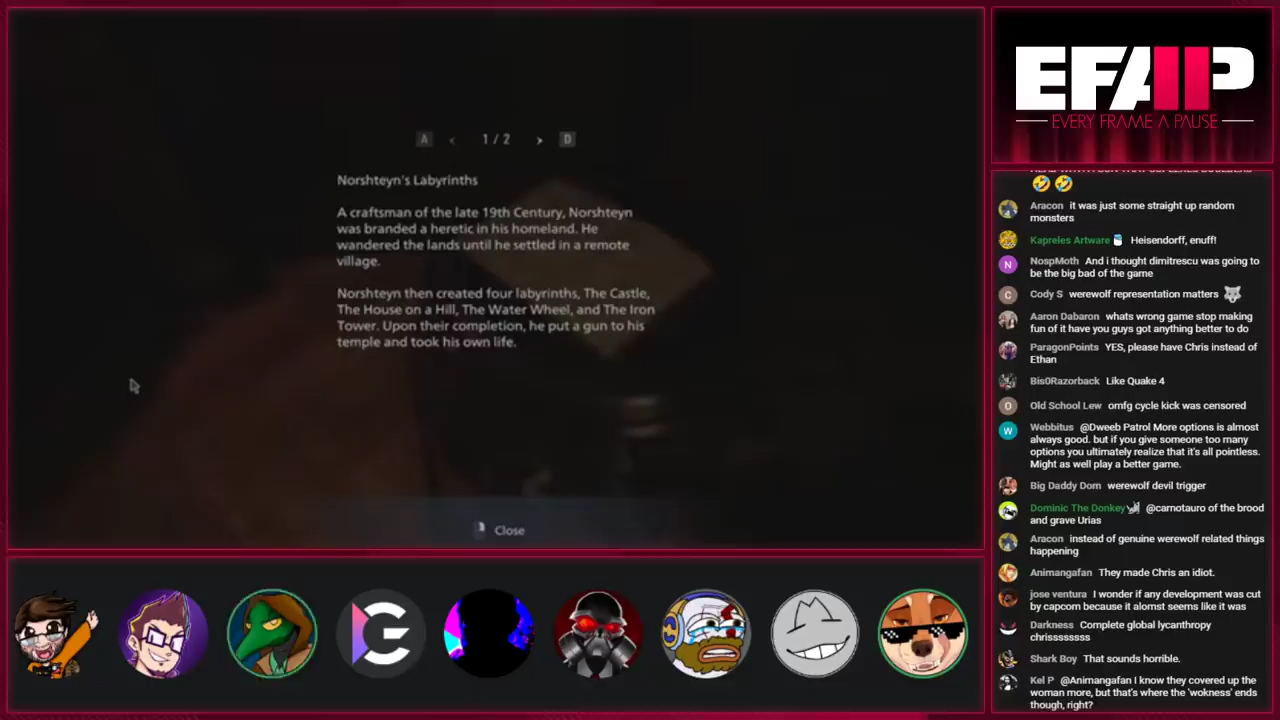 A < 1 / 2 > D
Norshteyn's Labyrinths
A craftsman of the late 19th Century, Norshteyn
was branded a heretic in his homeland. He
wandered the lands until he settled in a remote
village.
Norshteyn then created four labyrinths, The Castle,
The House on a Hill, The Water Wheel, and The Iron
Tower. Upon their completion, he put a gun to his
temple and took his own life.
Close
EFAP
EVERY FRAME A PAUSE
Aracon it was just some straight up random
monsters
Kapreles Artware Heisendorff, enuff!
N NospMoth And i thought dimitrescu was going to
be the big bad of the game
C Cody S werewolf representation matters
Aaron Dabaron whats wrong game stop making
fun of it have you guys got anything better to do
ParagonPoints YES, please have Chris instead of
Ethan
Bis0Razorback Like Quake 4
O Old School Lew omfg cycle kick was censored
W Webbitus @Dweeb Patrol More options is almost
always good. but if you give someone too many
options you ultimately realize that it's all pointless.
Might as well play a better game.
Big Daddy Dom werewolf devil trigger
Dominic The Donkey @carnotauro of the brood
and grave Urias
Aracon instead of genuine werewolf related things
happening
Animangafan They made Chris an idiot.
jose ventura I wonder if any development was cut
by capcorn because it alomst seems like it was
Darkness Complete global lycanthropy
chrissssssss
Shark Boy That sounds horrible.
Kel P @Animangafan I know they covered up the
woman more, but that's where the 'wokness' ends
though, right?